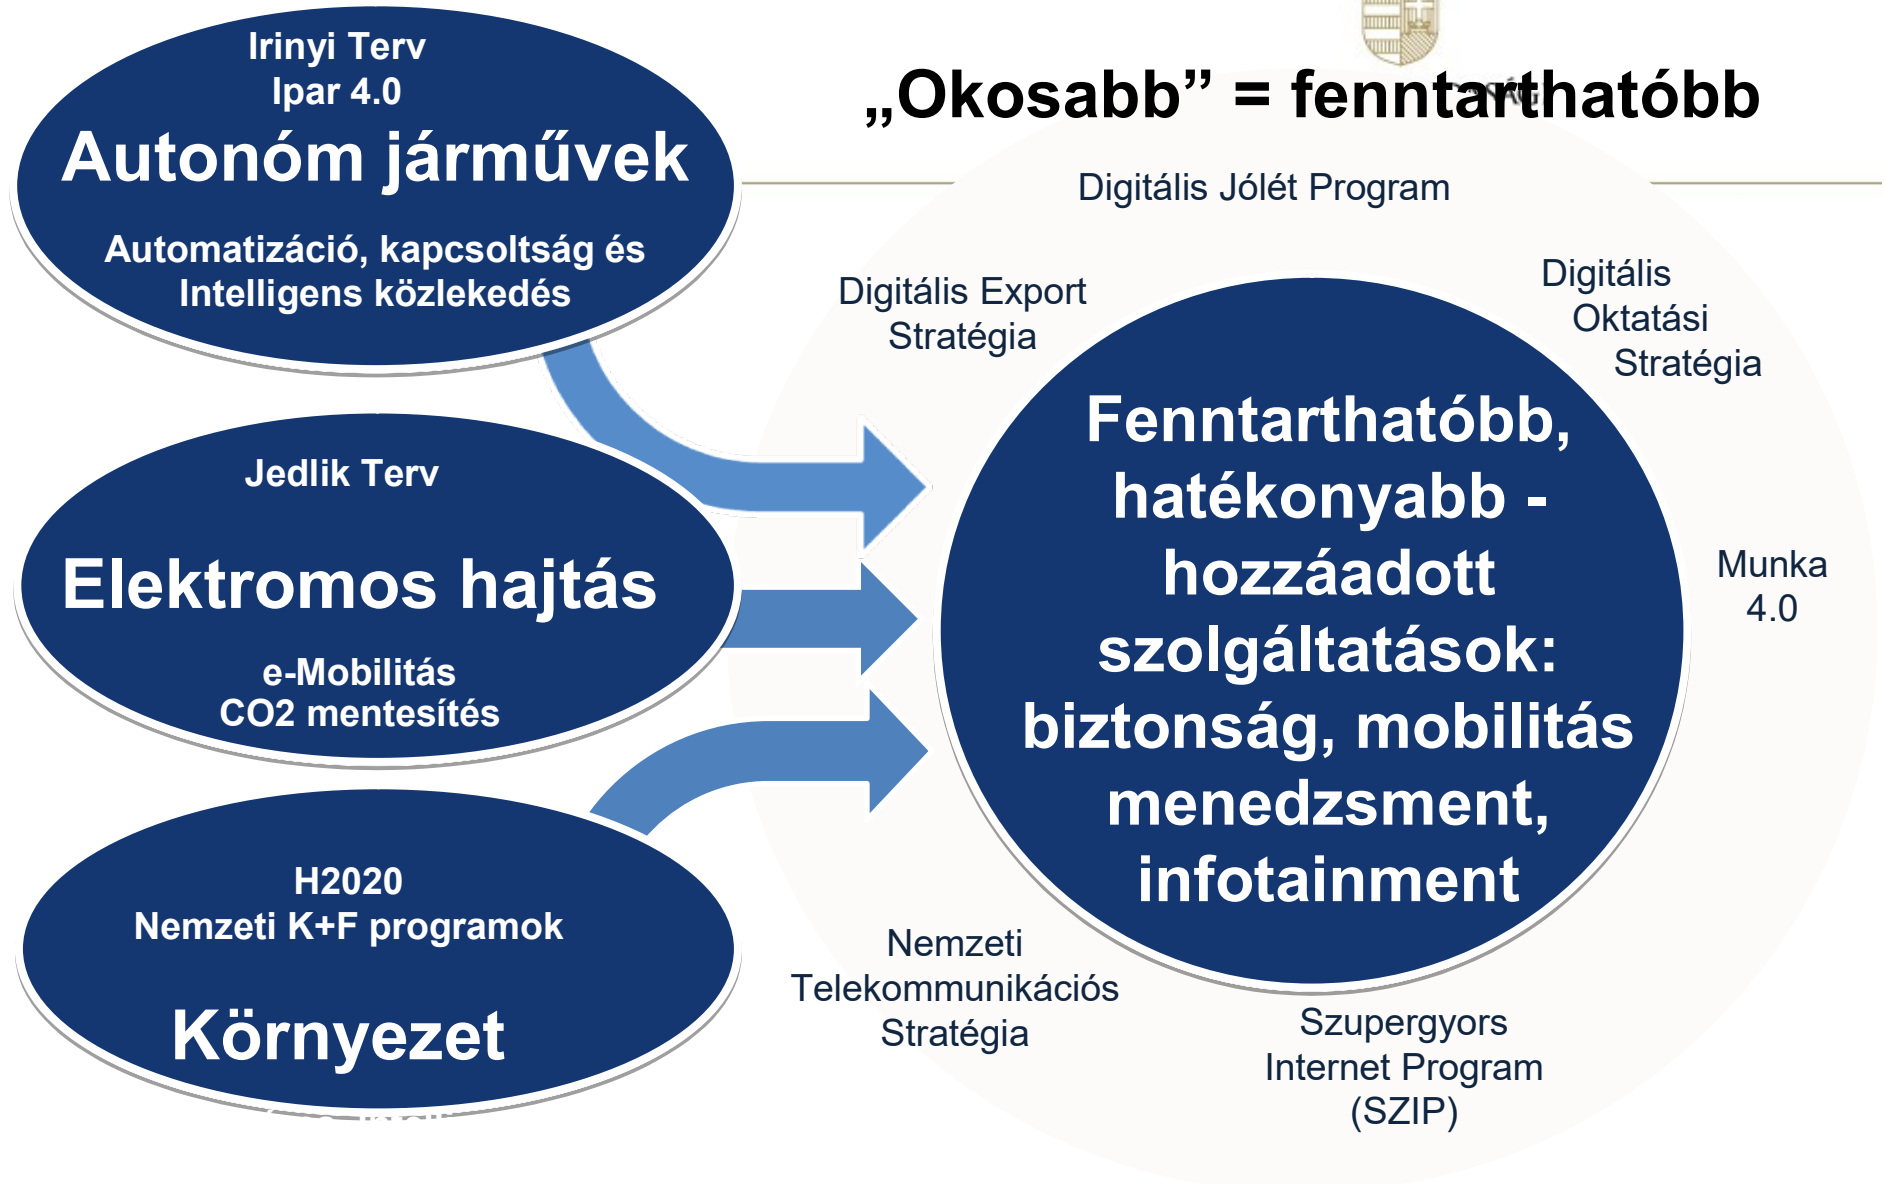 „Okosabb” = fenntarthatóbb
Irinyi Terv
Ipar 4.0
Autonóm járművek
Automatizáció, kapcsoltság és
Intelligens közlekedés
Jedlik Terv
Elektromos hajtás
e-Mobilitás
CO2 mentesítés
H2020
Nemzeti K+F programok
Környezet
Digitális Jólét Program
Digitális Export
Stratégia
Digitális
Oktatási
Stratégia
Fenntarthatóbb,
hatékonyabb -
hozzáadott
szolgáltatások:
biztonság, mobilitás
menedzsment,
infotainment
Munka
4.0
Nemzeti
Telekommunikációs
Stratégia
Szupergyors
Internet Program
(SZIP)